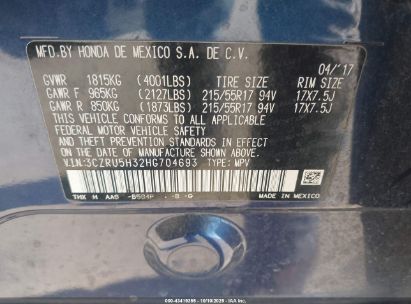 MFD.BY HONDA DE MEXICO S.A. DE C.V.
04/'17
GVWR 1815KG (4001LBS) TIRE SIZE RIM SIZE
GAWR F 965KG (2127LBS) 215/55R17 94V 17X7.5J
GAWR R 850KG (1873LBS) 215/55R17 94V 17X7.5J
THIS VEHICLE CONFORMS TO ALL APPLICABLE
FEDERAL MOTOR VEHICLE SAFETY AND THEFT PREVENTION
STANDARDS IN EFFECT ON THE DATE OF
MANUFACTURE SHOWN ABOVE.
V.I.N:3CZRU5H32HG704693 TYPE: MPV
MADE IN MEXICO